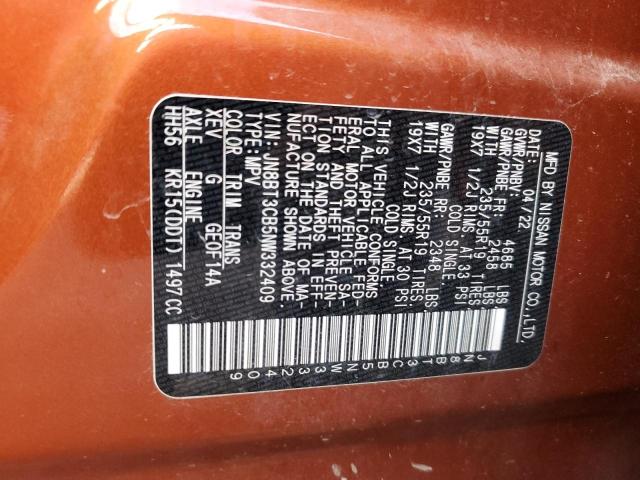 MFD BY NISSAN MOTOR CO.,LTD.
DATE: 04/22
GVWR/PNBV: 4685 LBS
GAWR/PNBE FR: 2458 LBS
WITH 235/55R19 TIRES
19X7 1/2J RIMS: AT 33 PSI
COLD SINGLE.
GAWR/PNBE RR: 2348 LBS
WITH 235/55R19 TIRES
19X7 1/2J RIMS: AT 30 PSI
COLD SINGLE.
THIS VEHICLE CONFORMS
TO ALL APPLICABLE FED-
ERAL MOTOR VEHICLE SA-
FETY AND THEFT PREVEN-
TION STANDARDS IN EFF-
ECT ON THE DATE OF MA-
NUFACTURE SHOWN ABOVE.
VIN: JN8BT3CB5NW332409
TYPE: MPV
COLOR TRIM TRANS
XEV G GE0F14A
AXLE ENGINE
HH56 KR15(DDT) 1497CC
JN8BT3CB5NW332409